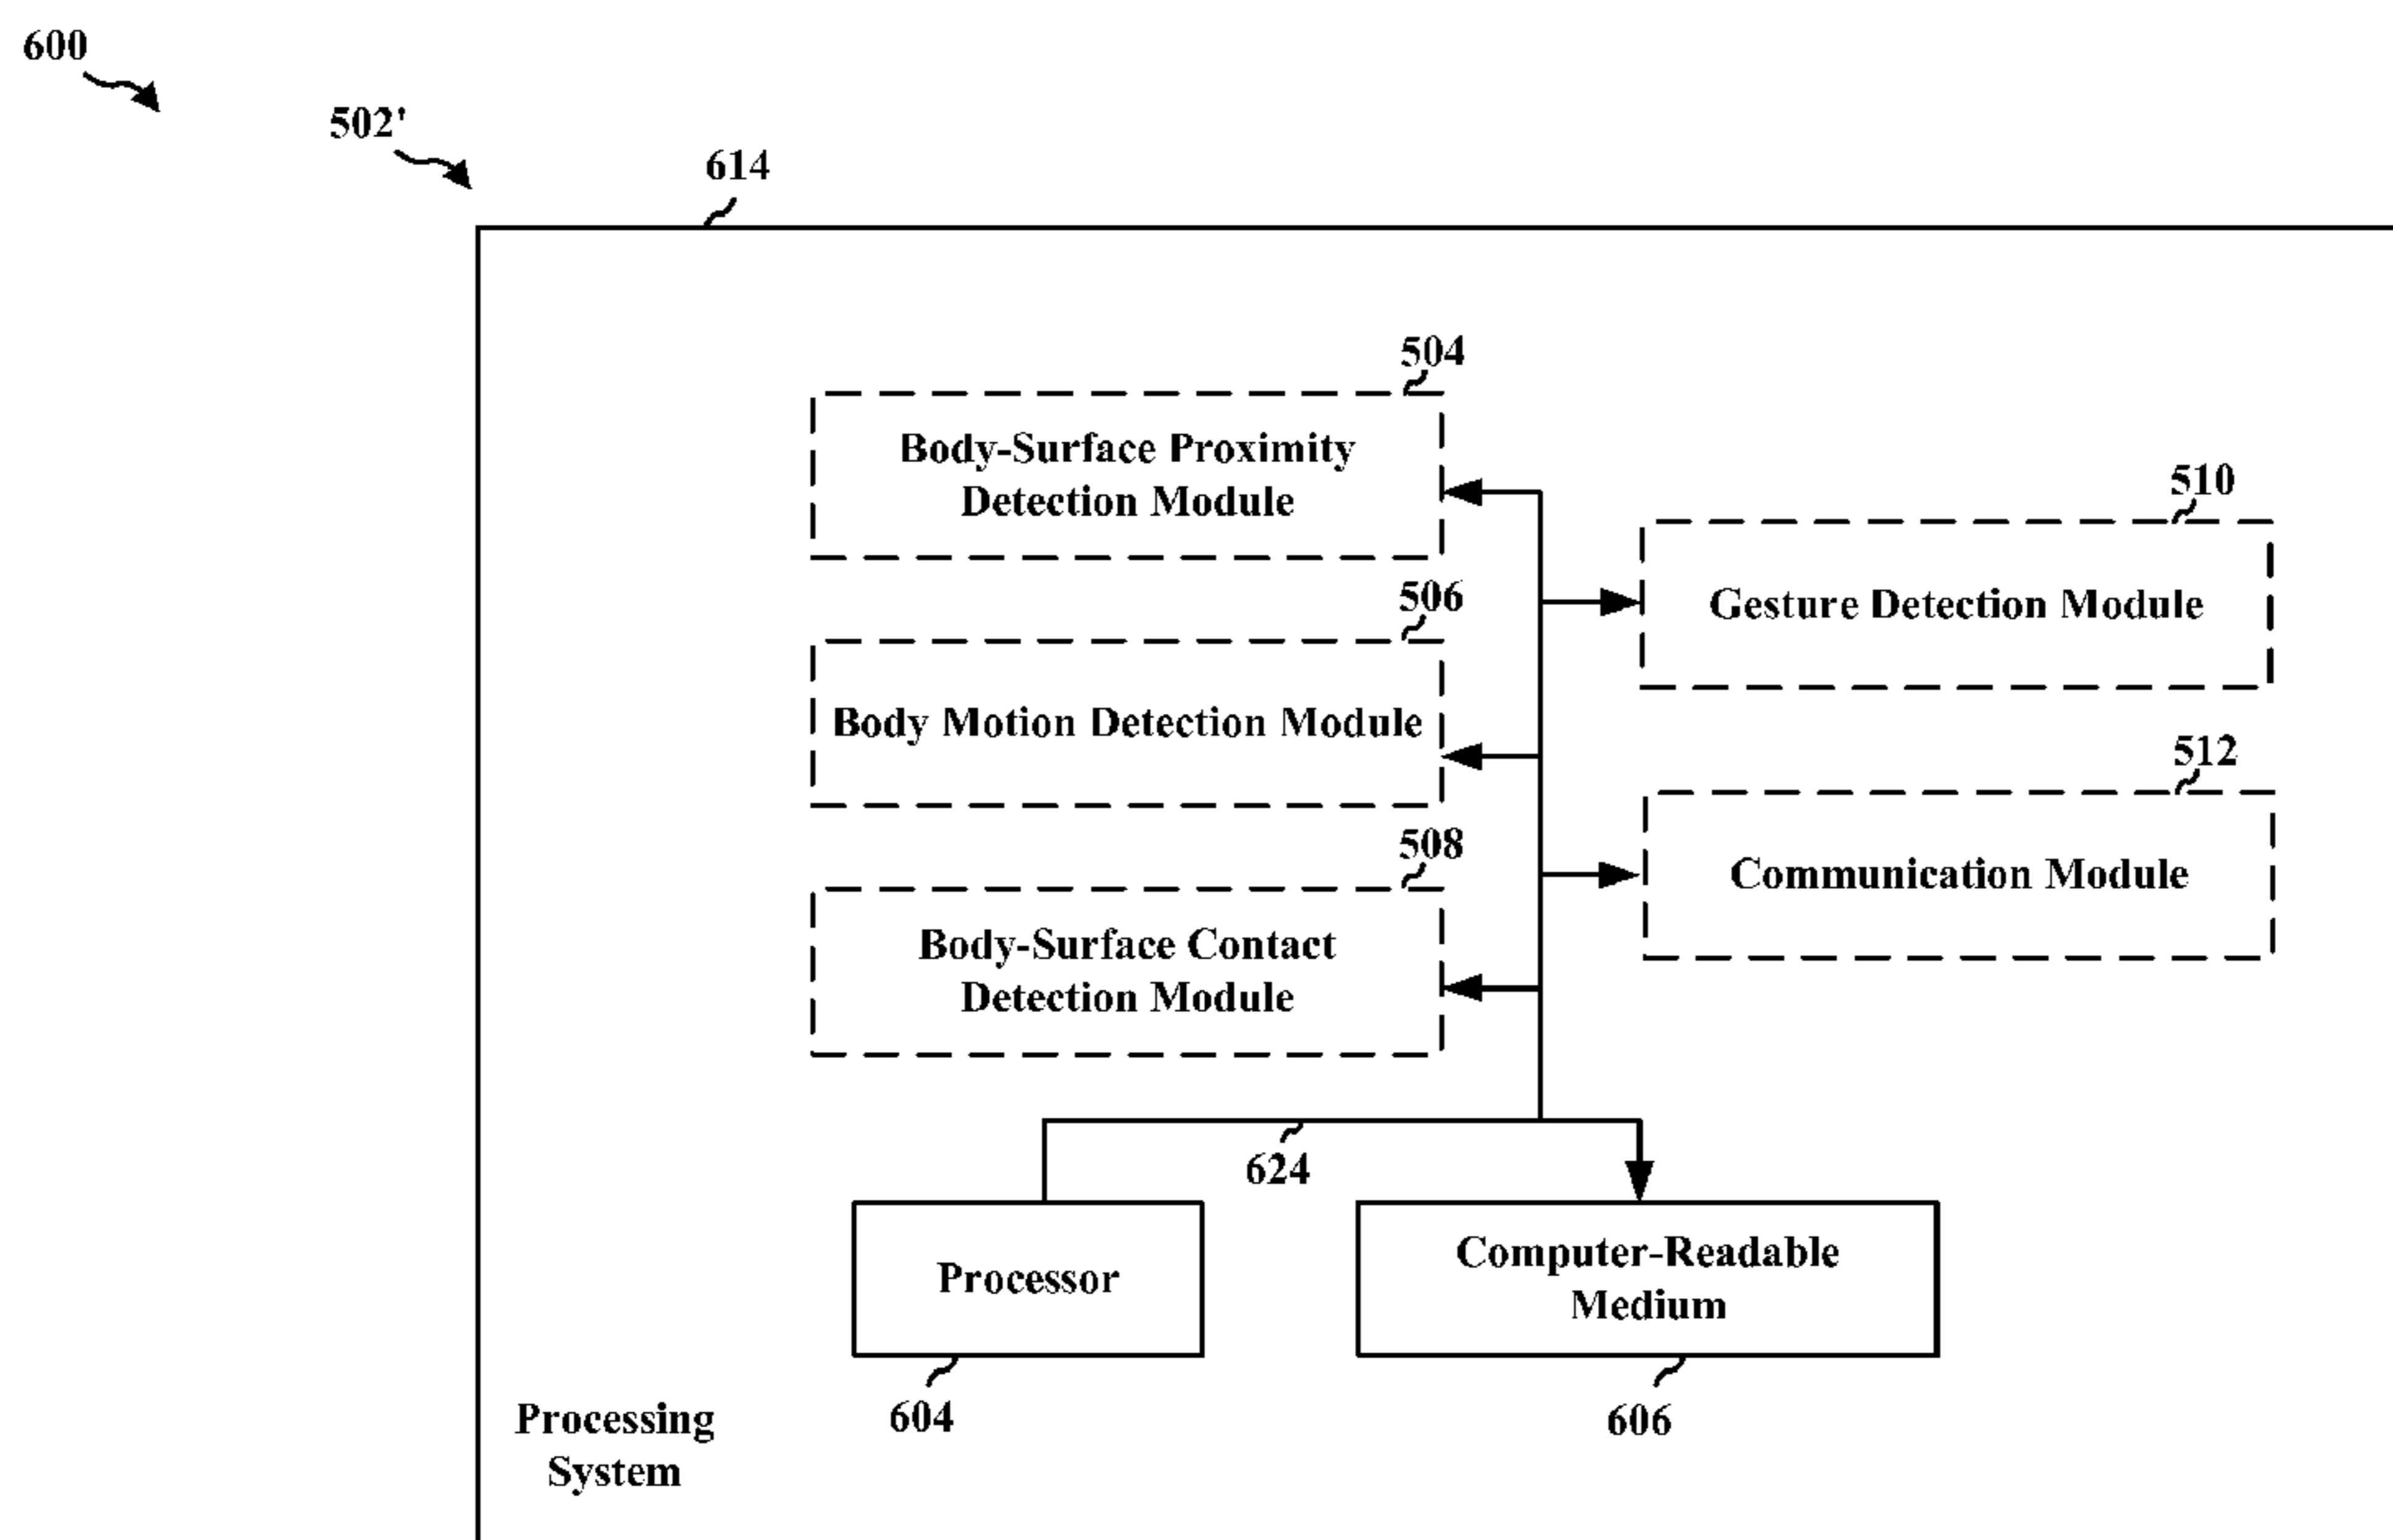 600
502'
614
504
Body-Surface Proximity
Detection Module
510
Gesture Detection Module
506
Body Motion Detection Module
512
Communication Module
508
Body-Surface Contact
Detection Module
624
Processor
Computer-Readable
Medium
604
606
Processing
System